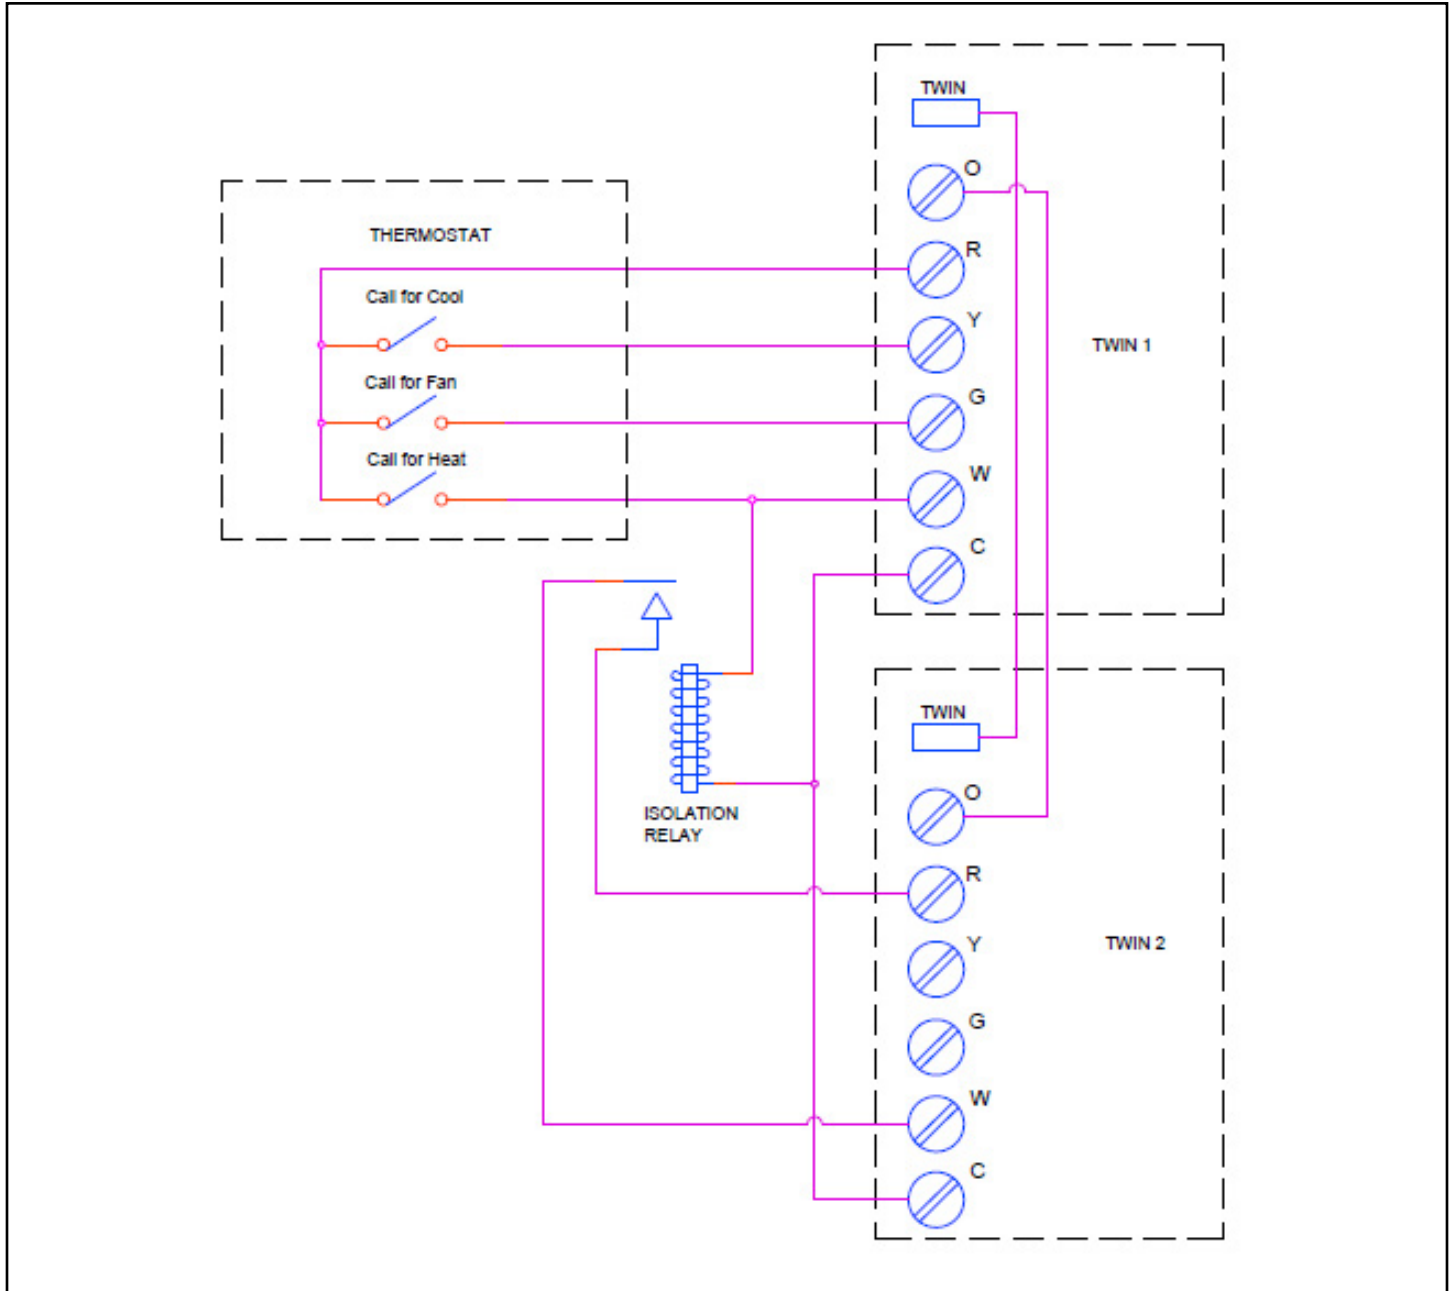 THERMOSTAT
Call for Cool
Call for Fan
Call for Heat
TWIN
O
R
Y
G
W
C
TWIN 1
ISOLATION
RELAY
TWIN
O
R
Y
G
W
C
TWIN 2